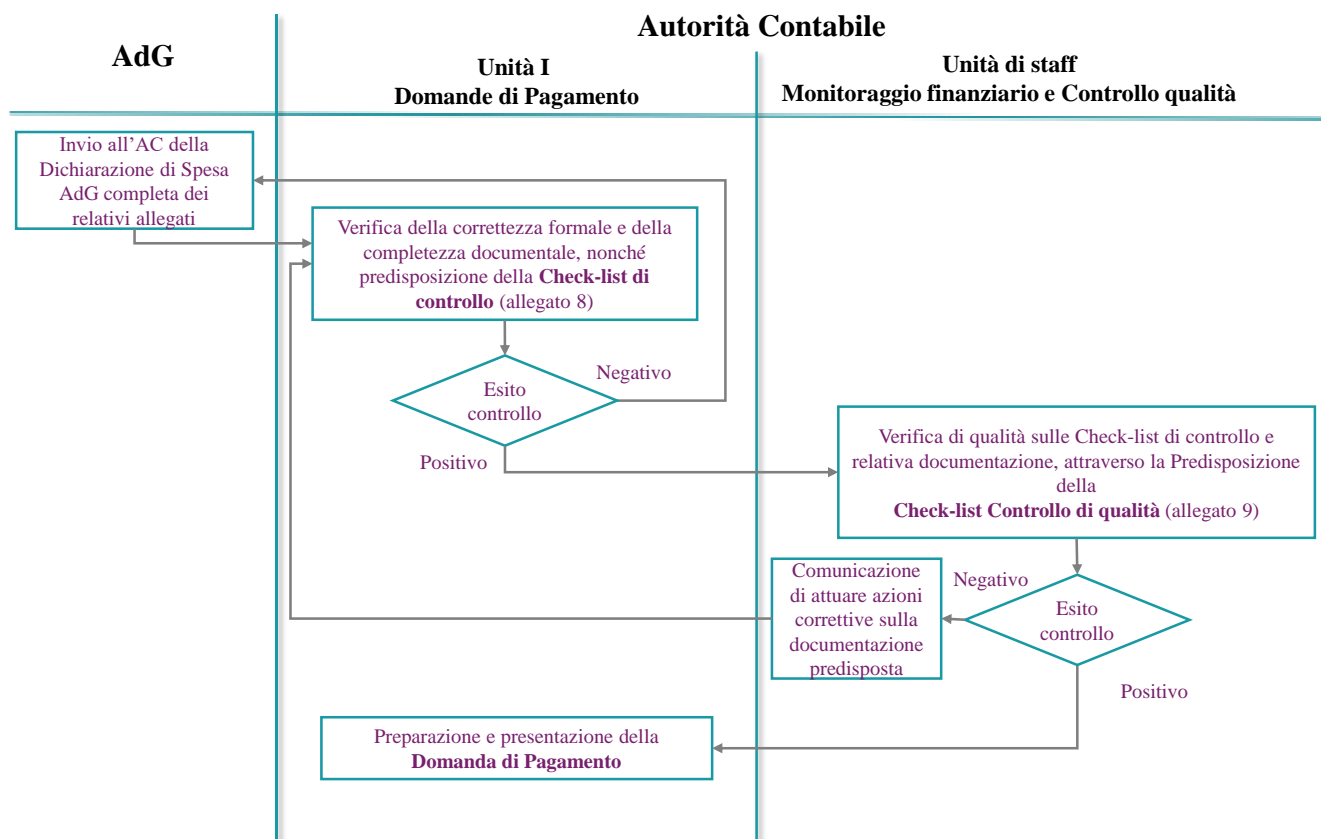 Autorità Contabile
AdG
Unità I
Domande di Pagamento
Unità di staff
Monitoraggio finanziario e Controllo qualità
Invio all'AC della
Dichiarazione di Spesa
AdG completa dei
relativi allegati
Verifica della correttezza formale e della
completezza documentale, nonché
predisposizione della Check-list di
controllo (allegato 8)
Esito
controllo
Negativo
Positivo
Verifica di qualità sulle Check-list di controllo e
relativa documentazione, attraverso la Predisposizione
della
Check-list Controllo di qualità (allegato 9)
Comunicazione
di attuare azioni
correttive sulla
documentazione
predisposta
Negativo
Esito
controllo
Positivo
Preparazione e presentazione della
Domanda di Pagamento